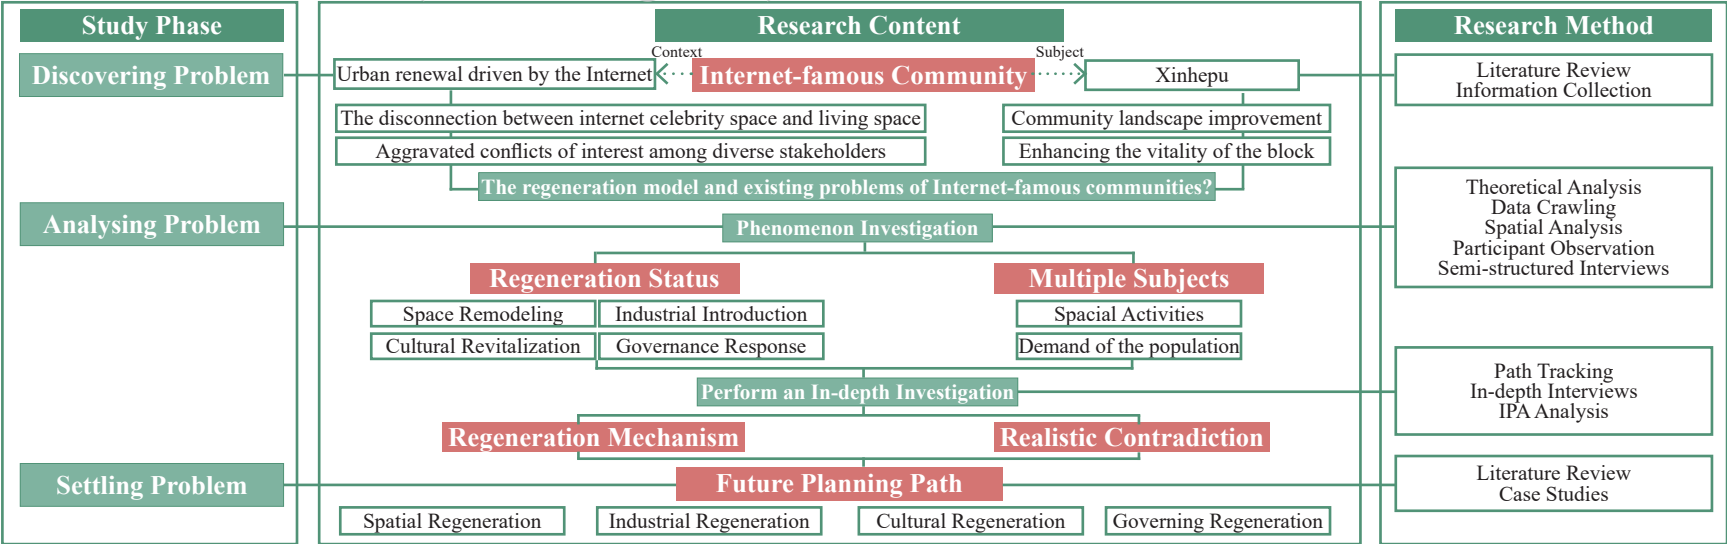 Study Phase
Research Content
Research Method
Discovering Problem
Context
Subject
Urban renewal driven by the Internet
Internet-famous Community
Xinhepu
Literature Review
Information Collection
The disconnection between internet celebrity space and living space
Community landscape improvement
Aggravated conflicts of interest among diverse stakeholders
Enhancing the vitality of the block
The regeneration model and existing problems of Internet-famous communities?
Analysing Problem
Phenomenon Investigation
Theoretical Analysis
Data Crawling
Spatial Analysis
Participant Observation
Semi-structured Interviews
Regeneration Status
Multiple Subjects
Space Remodeling
Industrial Introduction
Spacial Activities
Cultural Revitalization
Governance Response
Demand of the population
Perform an In-depth Investigation
Path Tracking
In-depth Interviews
IPA Analysis
Regeneration Mechanism
Realistic Contradiction
Settling Problem
Future Planning Path
Literature Review
Case Studies
Spatial Regeneration
Industrial Regeneration
Cultural Regeneration
Governing Regeneration